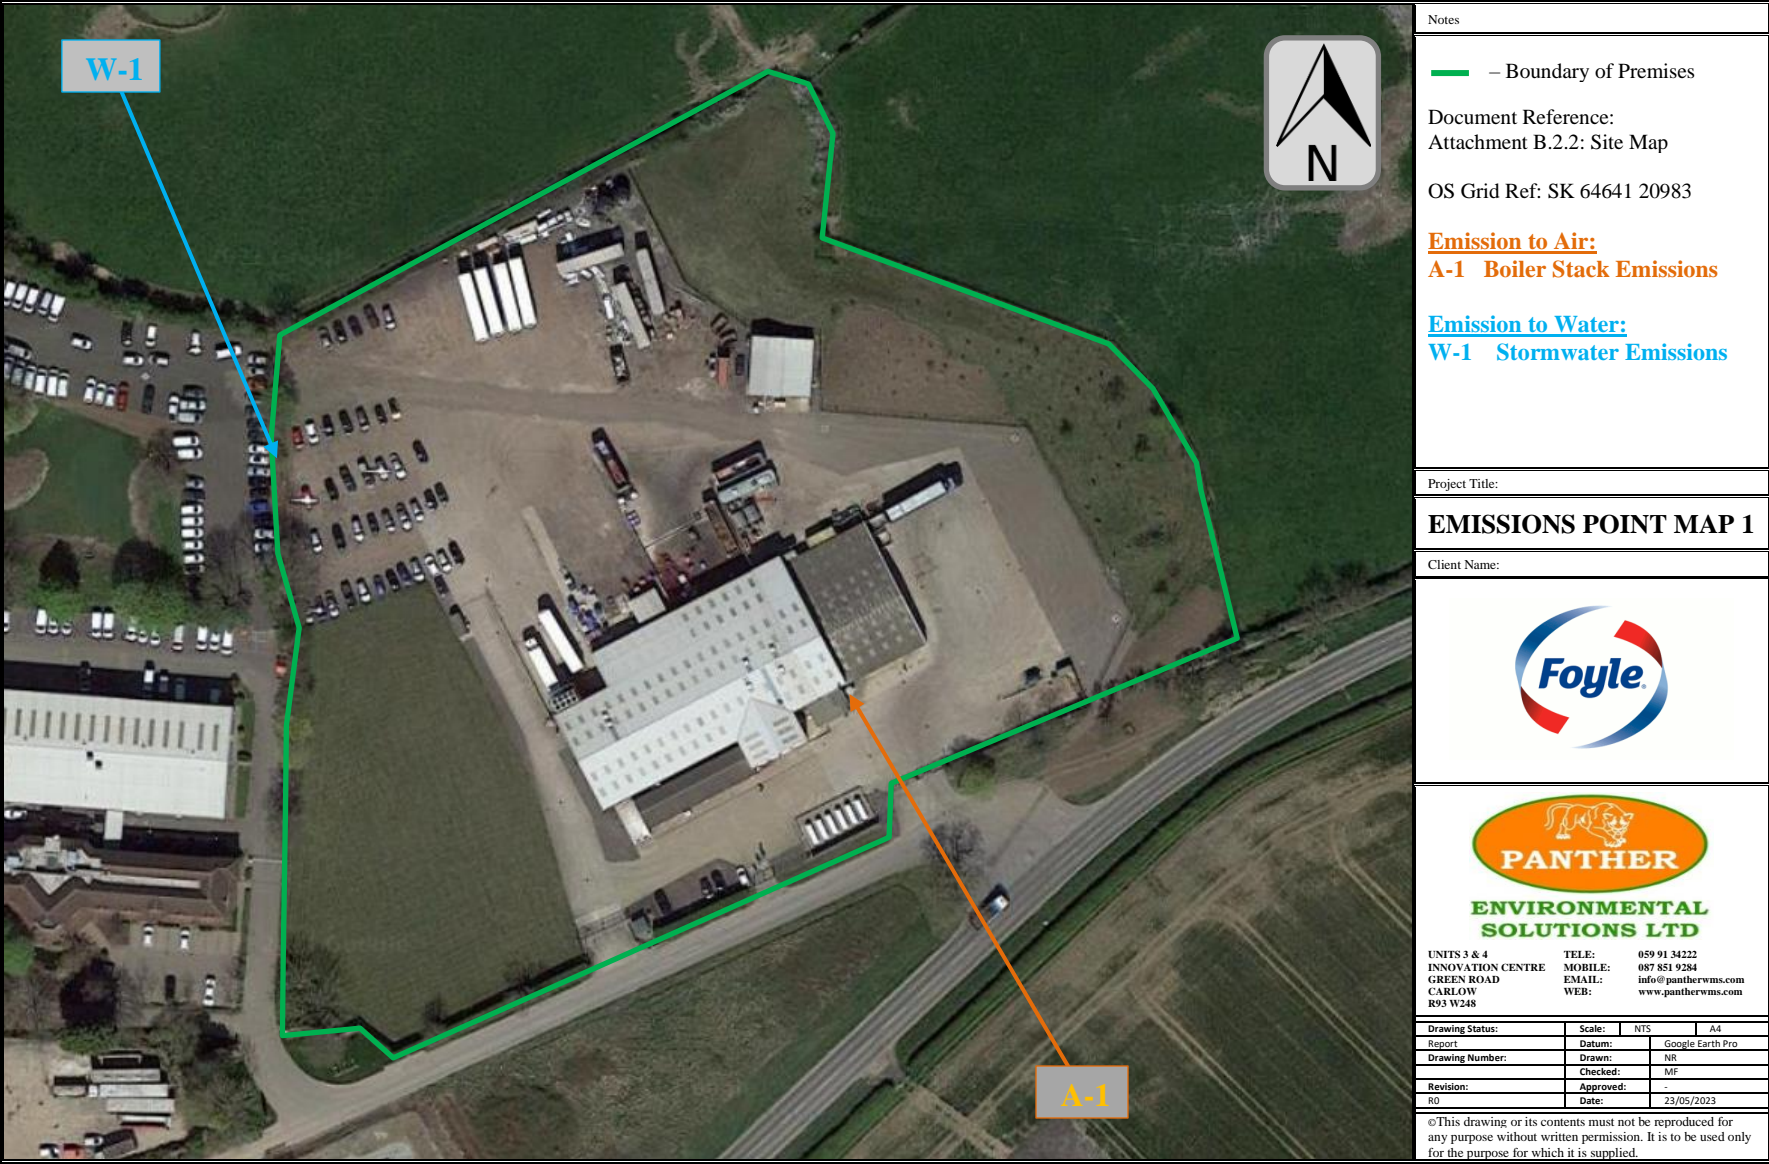 W-1
N
A-1
Notes
– Boundary of Premises
Document Reference:
Attachment B.2.2: Site Map
OS Grid Ref: SK 64641 20983
Emission to Air:
A-1 Boiler Stack Emissions
Emission to Water:
W-1 Stormwater Emissions
Project Title:
EMISSIONS POINT MAP 1
Client Name:
Foyle
PANTHER
ENVIRONMENTAL
SOLUTIONS LTD
UNITS 3 & 4 TELE: 059 91 34222
INNOVATION CENTRE MOBILE: 087 851 9284
GREEN ROAD EMAIL: info@pantherwms.com
CARLOW WEB: www.pantherwms.com
R93 W248
Drawing Status: Scale: NTS A4
Report Datum: Google Earth Pro
Drawing Number: Drawn: NR
Checked: MF
Revision: Approved: -
R0 Date: 23/05/2023
©This drawing or its contents must not be reproduced for
any purpose without written permission. It is to be used only
for the purpose for which it is supplied.